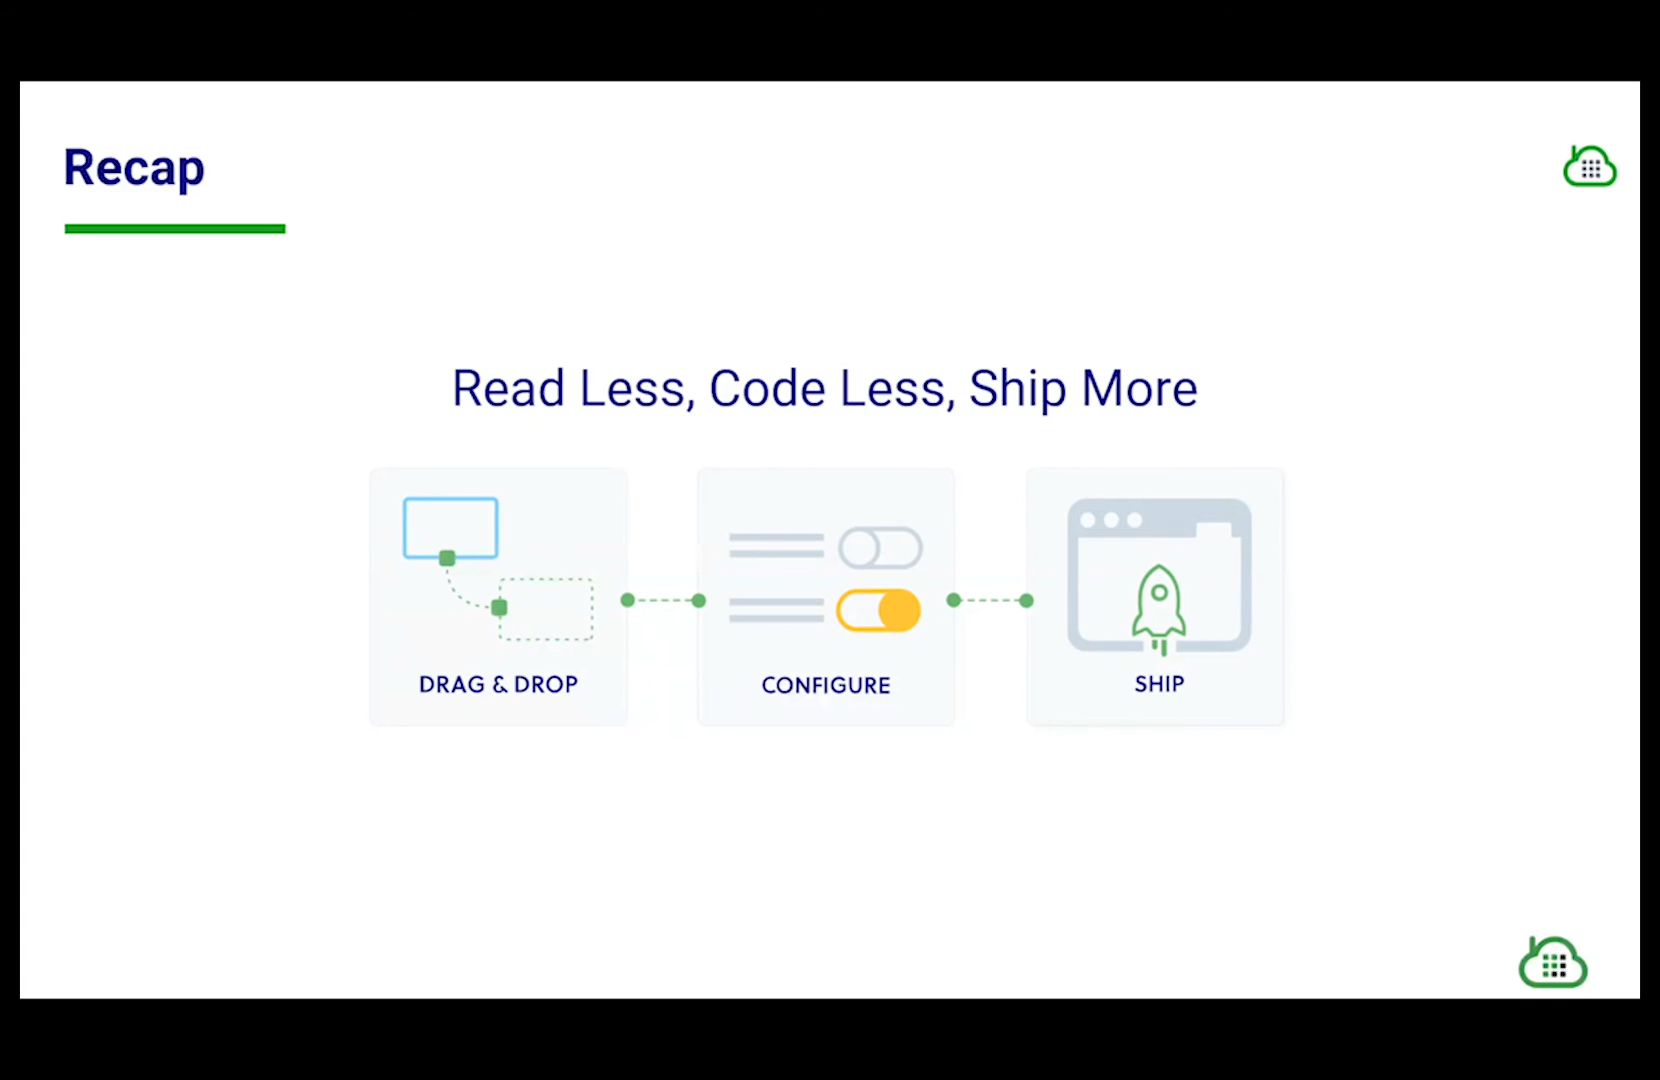 Recap
Read Less, Code Less, Ship More
DRAG & DROP
CONFIGURE
SHIP